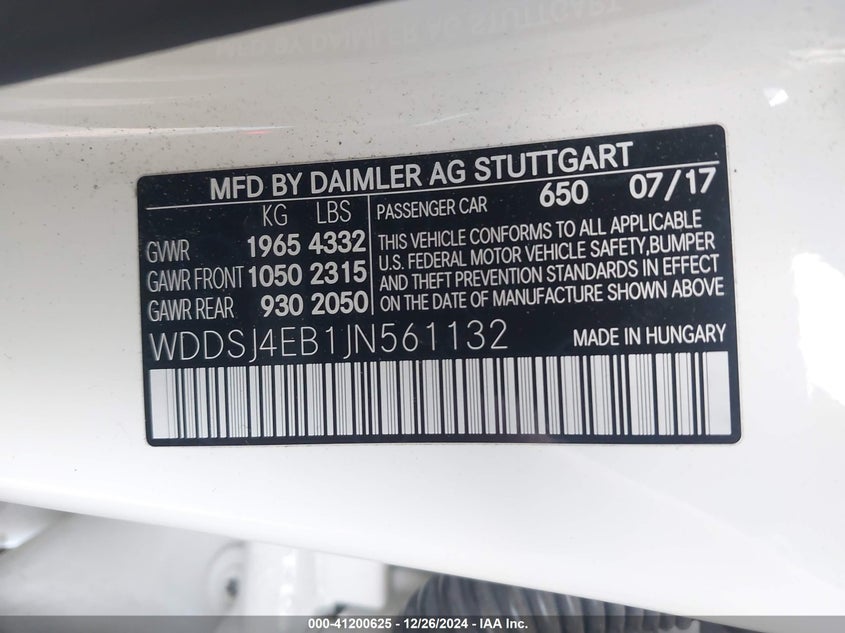 MFD BY DAIMLER AG STUTTGART
KG LBS
GVWR 1965 4332
GAWR FRONT 1050 2315
GAWR REAR 930 2050
PASSENGER CAR 650 07/17
THIS VEHICLE CONFORMS TO ALL APPLICABLE
U.S. FEDERAL MOTOR VEHICLE SAFETY,BUMPER
AND THEFT PREVENTION STANDARDS IN EFFECT
ON THE DATE OF MANUFACTURE SHOWN ABOVE
WDDSJ4EB1JN561132
MADE IN HUNGARY
000-41200625 - 12/26/2024 - IAA Inc.